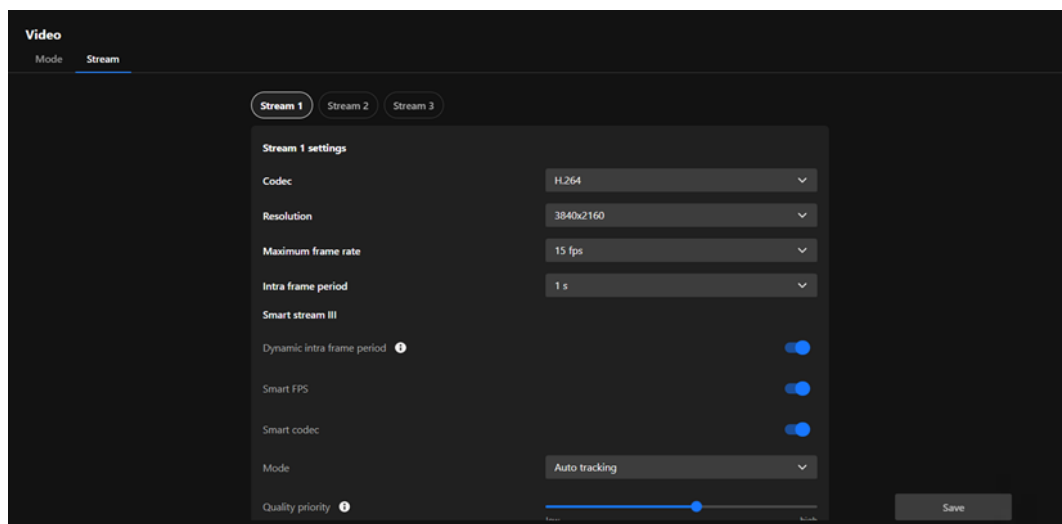 Video
Mode Stream
Stream 1 Stream 2 Stream 3
Stream 1 settings
Codec H.264
Resolution 3840x2160
Maximum frame rate 15 fps
Intra frame period 1 s
Smart stream III
Dynamic intra frame period
Smart FPS
Smart codec
Mode Auto tracking
Quality priority
low high
Save